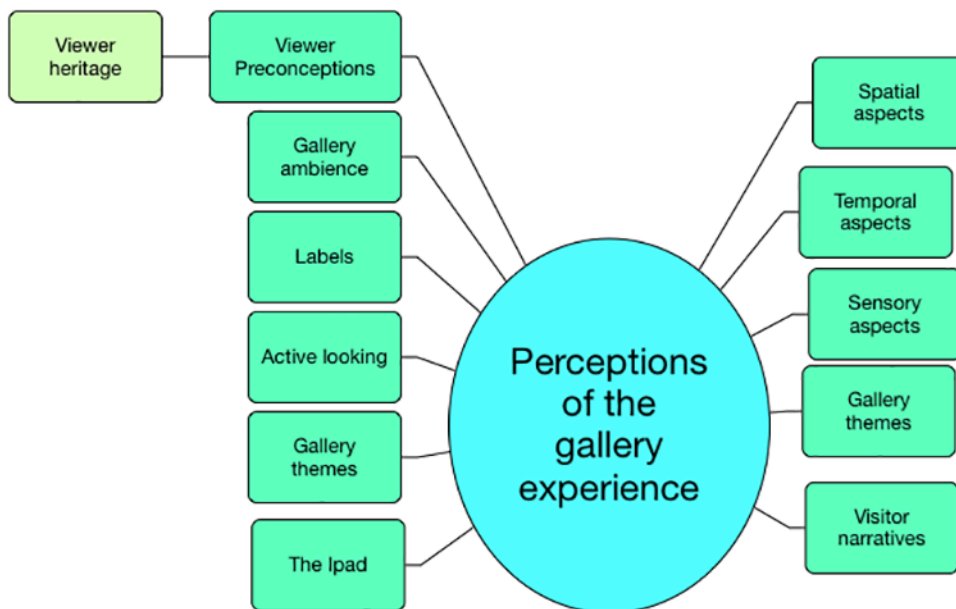 Viewer
heritage
Viewer
Preconceptions
Gallery
ambience
Labels
Active looking
Gallery
themes
The Ipad
Perceptions
of the
gallery
experience
Spatial
aspects
Temporal
aspects
Sensory
aspects
Gallery
themes
Visitor
narratives